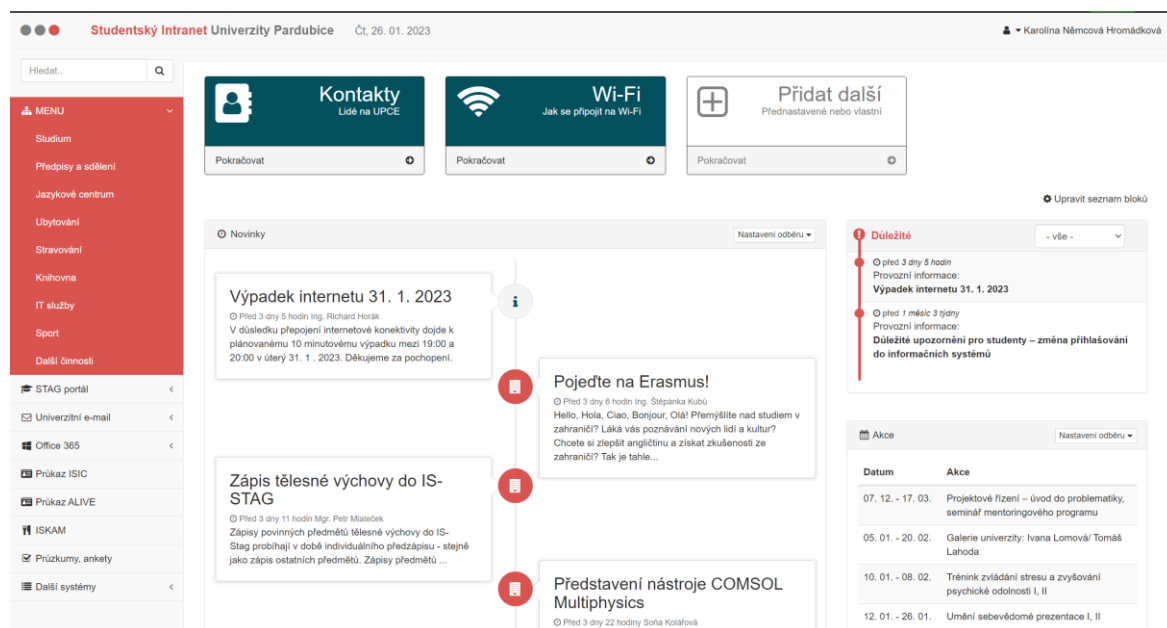 Studentský Intranet Univerzity Pardubice Čt, 26. 01. 2023
Karolína Němcová Hromádková
Hledat..
MENU
Studium
Předpisy a sdělení
Jazykové centrum
Ubytování
Stravování
Knihovna
IT služby
Sport
Další činnosti
STAG portál
Univerzitní e-mail
Office 365
Průkaz ISIC
Průkaz ALIVE
ISKAM
Průzkumy, ankety
Další systémy
Kontakty
Lidé na UPCE
Pokračovat
Wi-Fi
Jak se připojit na Wi-Fi
Pokračovat
Přidat další
Přednastavené nebo vlastní
Pokračovat
Upravit seznam bloků
Novinky
Nastavení odběru
Výpadek internetu 31. 1. 2023
Před 3 dny 5 hodin Ing. Richard Horák
V důsledku přepojení internetové konektivity dojde k
plánovanému 10 minutovému výpadku mezi 19:00 a
20:00 v úterý 31. 1 . 2023. Děkujeme za pochopení.
Pojeďte na Erasmus!
Před 3 dny 6 hodin Ing. Štěpánka Kubů
Hello, Hola, Ciao, Bonjour, Olá! Přemýšlíte nad studiem v
zahraničí? Láká vás poznávání nových lidí a kultur?
Chcete si zlepšit angličtinu a získat zkušenosti ze
zahraničí? Tak je tahle...
Zápis tělesné výchovy do IS-
STAG
Před 3 dny 11 hodin Mgr. Petr Mlateček
Zápisy povinných předmětů tělesné výchovy do IS-
Stag probíhají v době individuálního předzápisu - stejně
jako zápis ostatních předmětů. Zápisy předmětů ...
Představení nástroje COMSOL
Multiphysics
Před 3 dny 22 hodiny Soňa Kolářová
Důležité
- vše -
před 3 dny 5 hodin
Provozní informace:
Výpadek internetu 31. 1. 2023
před 1 měsíc 3 týdny
Provozní informace:
Důležité upozornění pro studenty – změna přihlašování
do informačních systémů
Akce
Nastavení odběru
Datum Akce
07. 12. - 17. 03. Projektové řízení – úvod do problematiky,
seminář mentoringového programu
05. 01. - 20. 02. Galerie univerzity: Ivana Lomová/ Tomáš
Lahoda
10. 01. - 08. 02. Trénink zvládání stresu a zvyšování
psychické odolnosti I, II
12. 01. - 26. 01. Umění sebevědomé prezentace I, II